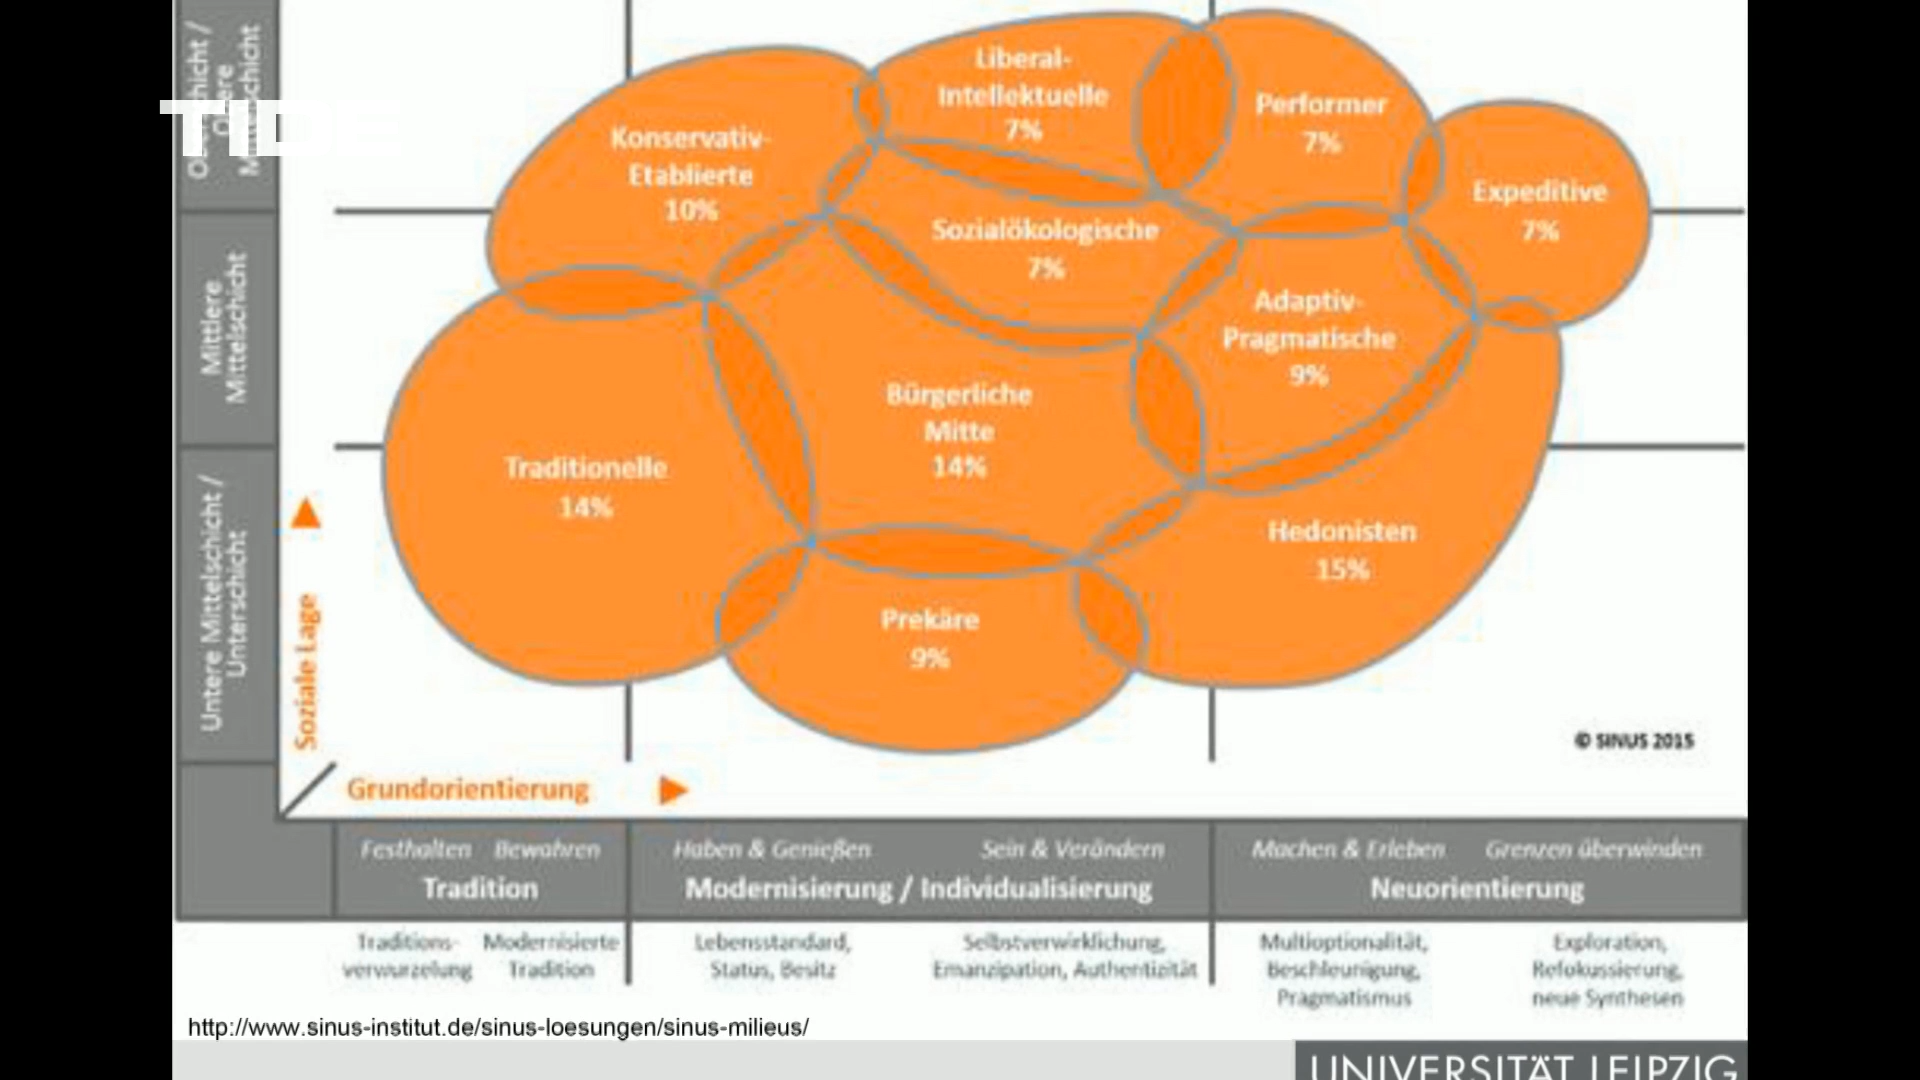 Liberal-
Intellektuelle
7%
Performer
7%
Konservativ-
Etablierte
10%
Expeditive
7%
Sozialökologische
7%
Adaptiv-
Pragmatische
9%
Bürgerliche
Mitte
14%
Traditionelle
14%
Hedonisten
15%
Prekäre
9%
Mittlere
Mittelschicht
Untere Mittelschicht /
Unterschicht
Soziale Lage
© SINUS 2015
Grundorientierung
Festhalten Bewahren
Tradition
Haben & Genießen Sein & Verändern
Modernisierung / Individualisierung
Machen & Erleben Grenzen überwinden
Neuorientierung
Traditions-
verwurzelung
Modernisierte
Tradition
Lebensstandard,
Status, Besitz
Selbstverwirklichung,
Emanzipation, Authentizität
Multioptionalität,
Beschleunigung,
Pragmatismus
Exploration,
Refokussierung,
neue Synthesen
http://www.sinus-institut.de/sinus-loesungen/sinus-milieus/
UNIVERSITÄT LEIPZIG